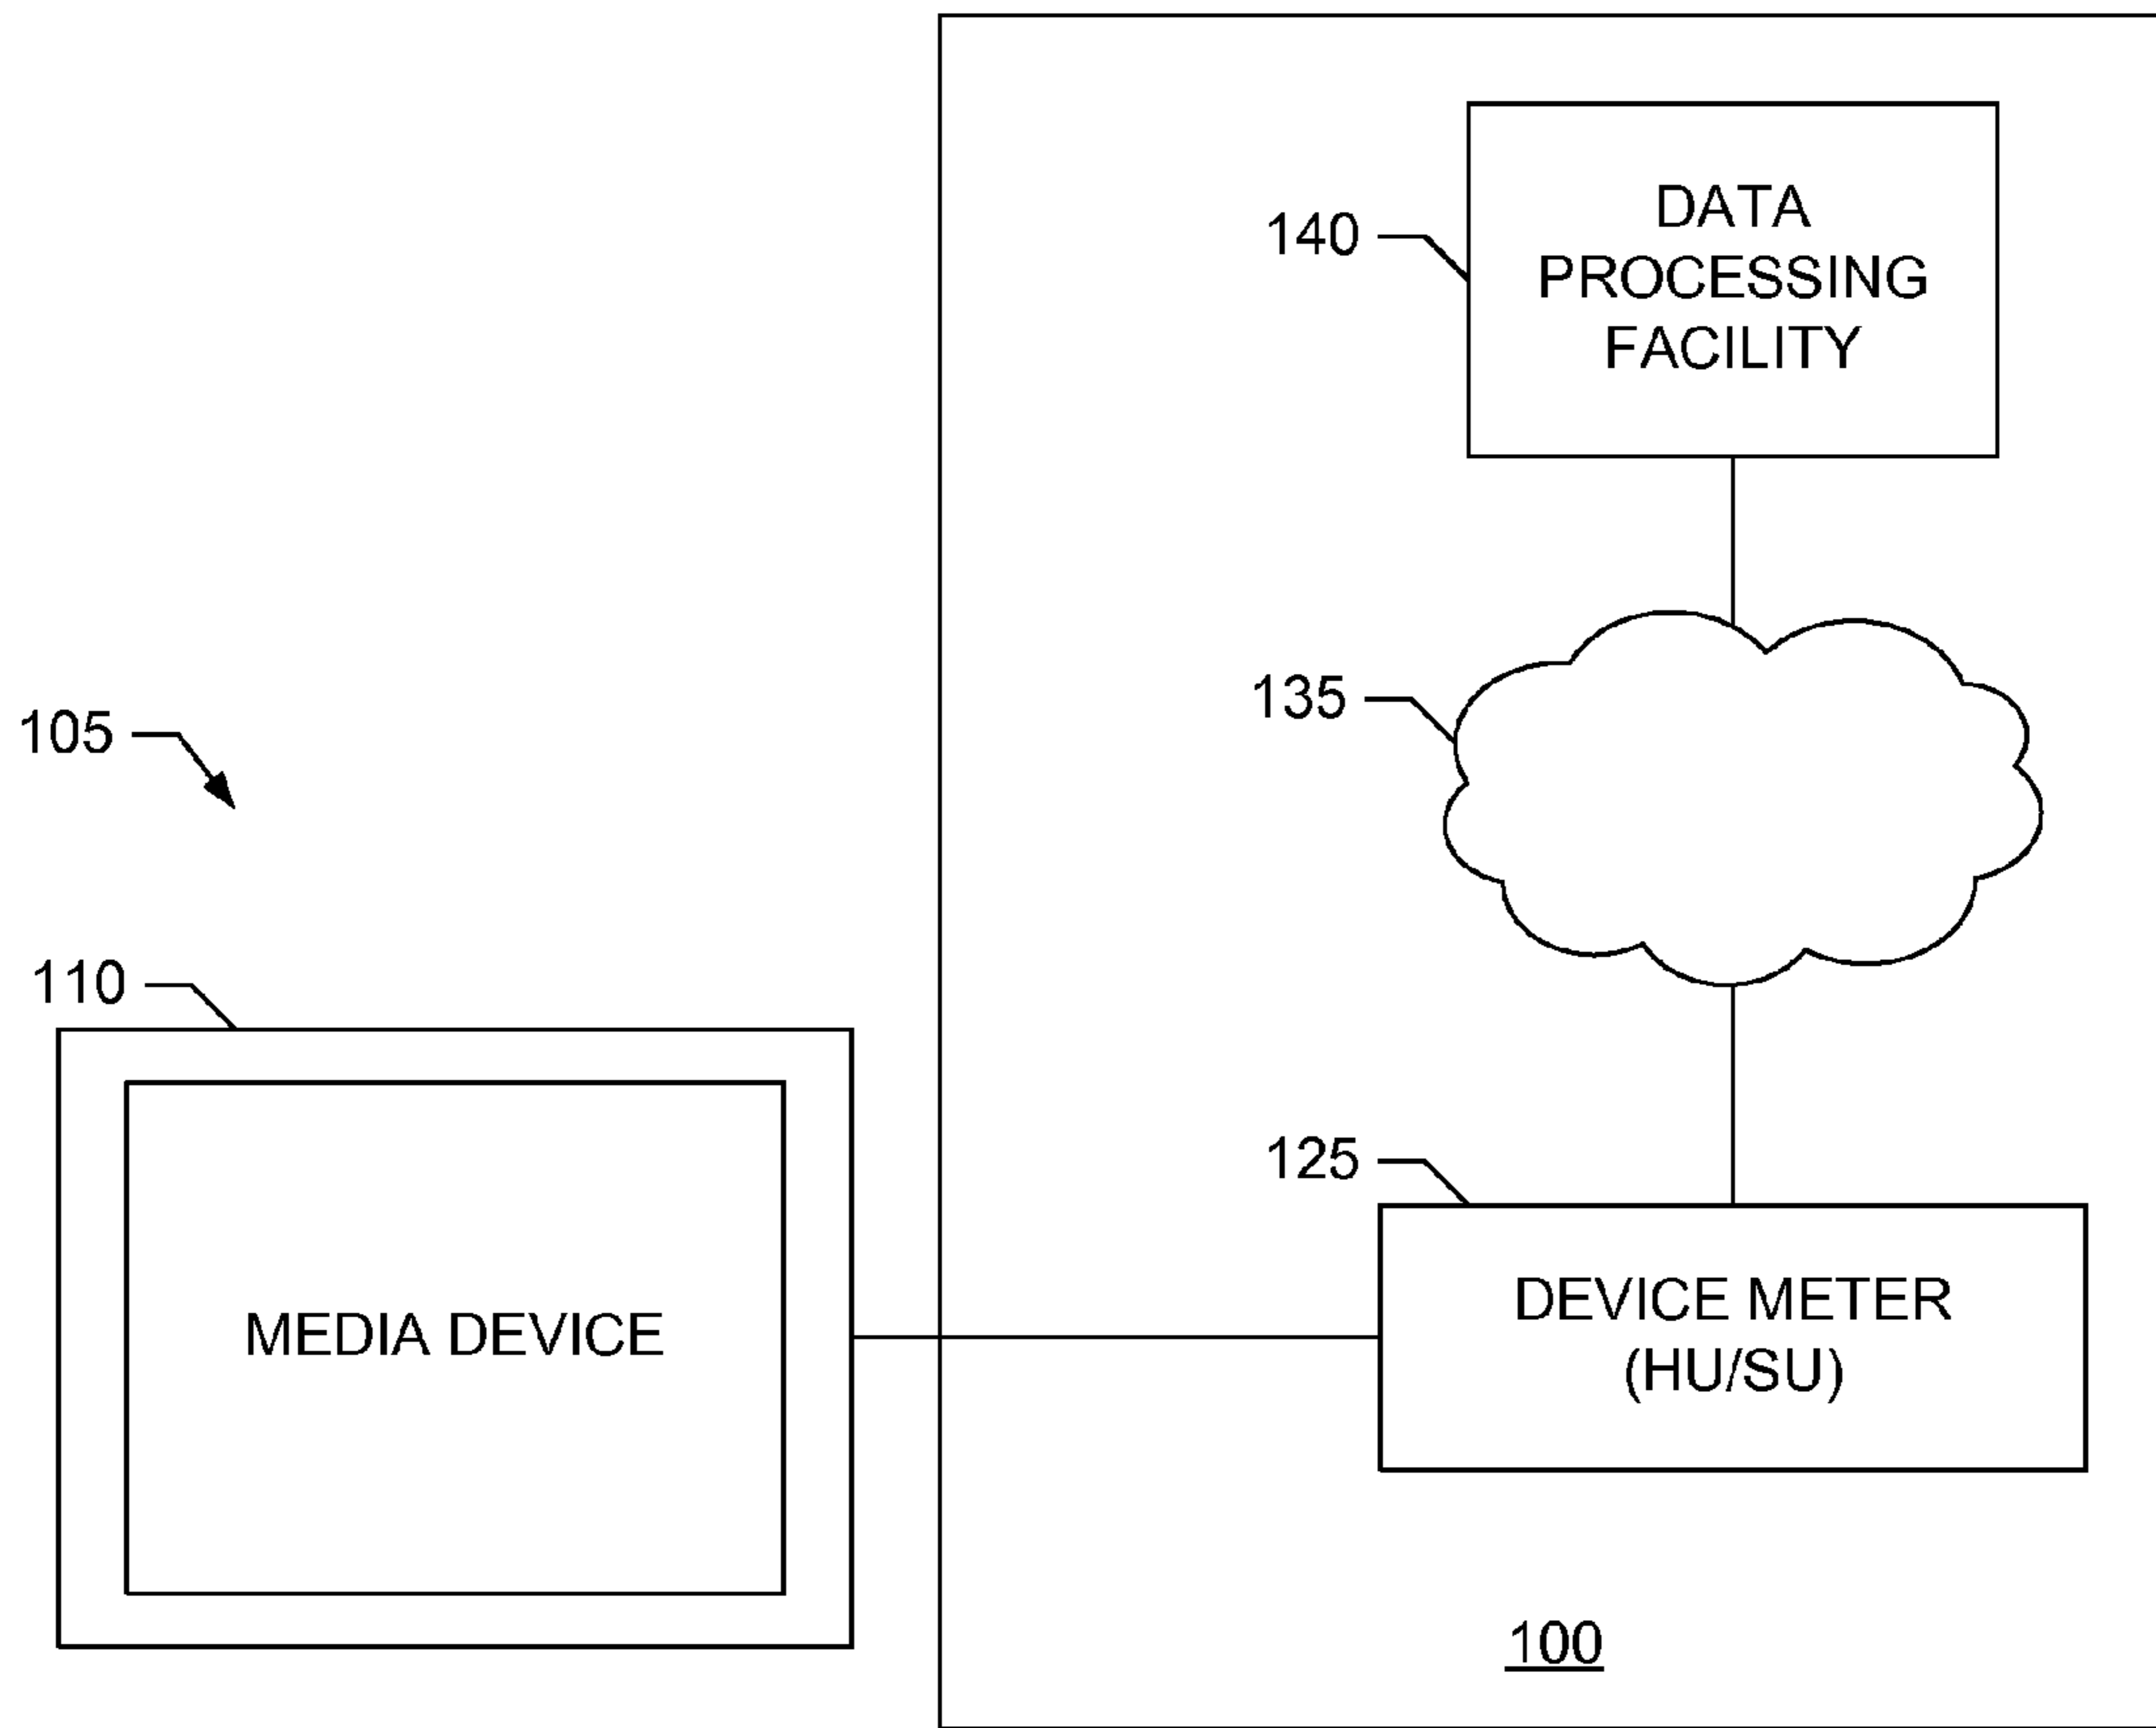 DATA
PROCESSING
FACILITY
140
135
105
110
125
MEDIA DEVICE
DEVICE METER
(HU/SU)
100